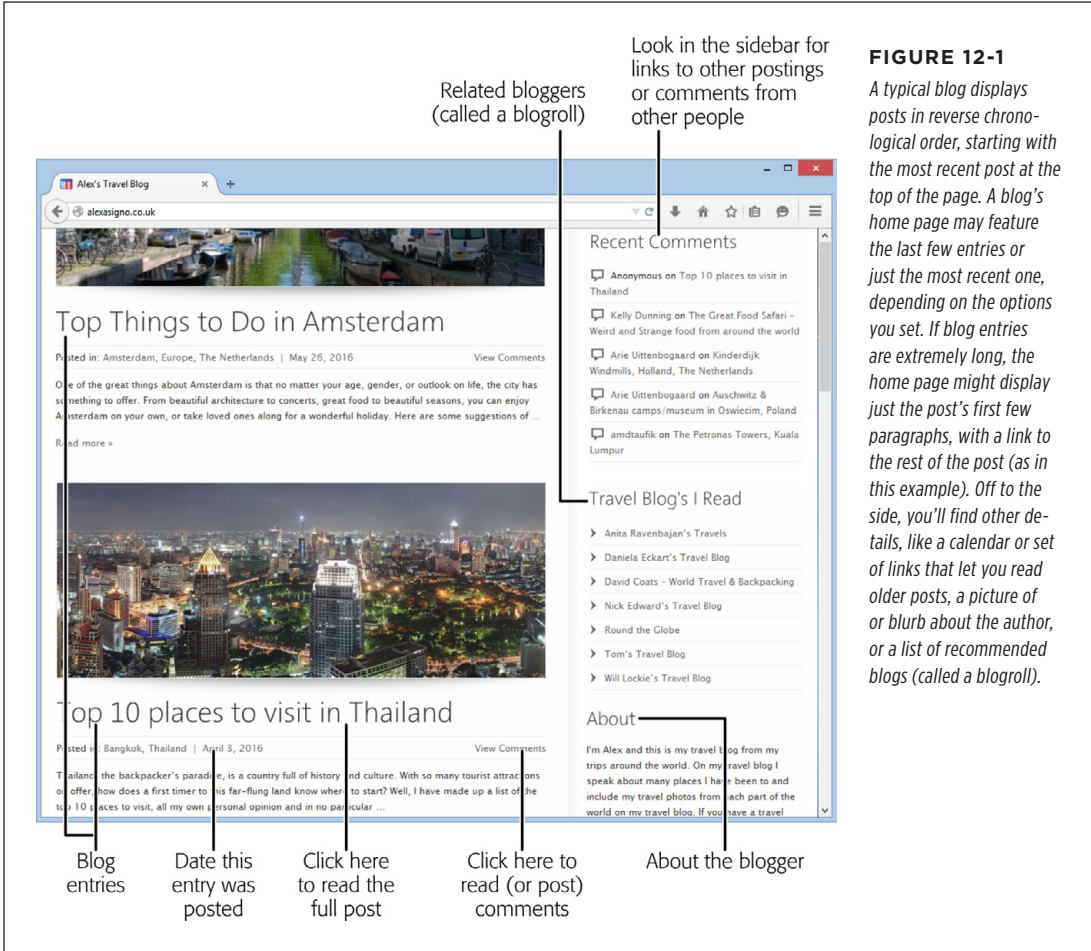 Look in the sidebar for
links to other postings
or comments from
other people
Related bloggers
(called a blogroll)
Alex's Travel Blog
alexasigno.co.uk
Top Things to Do in Amsterdam
Posted in: Amsterdam, Europe, The Netherlands | May 26, 2016
View Comments
One of the great things about Amsterdam is that no matter your age, gender, or outlook on life, the city has
something to offer. From beautiful architecture to concerts, great food to beautiful seasons, you can enjoy
Amsterdam on your own, or take loved ones along for a wonderful holiday. Here are some suggestions of ...
Read more »
Top 10 places to visit in Thailand
Posted in: Bangkok, Thailand | April 3, 2016
View Comments
Thailand, the backpacker's paradise, is a country full of history and culture. With so many tourist attractions
on offer, how does a first timer to this far-flung land know where to start? Well, I have made up a list of the
top 10 places to visit, all my own personal opinion and in no particular ...
Recent Comments
Anonymous on Top 10 places to visit in
Thailand
Kelly Dunning on The Great Food Safari –
Weird and Strange food from around the world
Arie Uittenbogaard on Kinderdijk
Windmills, Holland, The Netherlands
Arie Uittenbogaard on Auschwitz &
Birkenau camps/museum in Oswiecim, Poland
amdtaufik on The Petronas Towers, Kuala
Lumpur
Travel Blog's I Read
Anita Ravenbajan's Travels
Daniela Eckart's Travel Blog
David Coats – World Travel & Backpacking
Nick Edward's Travel Blog
Round the Globe
Tom's Travel Blog
Will Lockie's Travel Blog
About
I'm Alex and this is my travel blog from my
trips around the world. On my travel blog I
speak about many places I have been to and
include my travel photos from each part of the
world on my travel blog. If you have a travel
Blog
entries
Date this
entry was
posted
Click here
to read the
full post
Click here to
read (or post)
comments
About the blogger
FIGURE 12-1
A typical blog displays
posts in reverse chrono-
logical order, starting with
the most recent post at the
top of the page. A blog's
home page may feature
the last few entries or
just the most recent one,
depending on the options
you set. If blog entries
are extremely long, the
home page might display
just the post's first few
paragraphs, with a link to
the rest of the post (as in
this example). Off to the
side, you'll find other de-
tails, like a calendar or set
of links that let you read
older posts, a picture of
or blurb about the author,
or a list of recommended
blogs (called a blogroll).